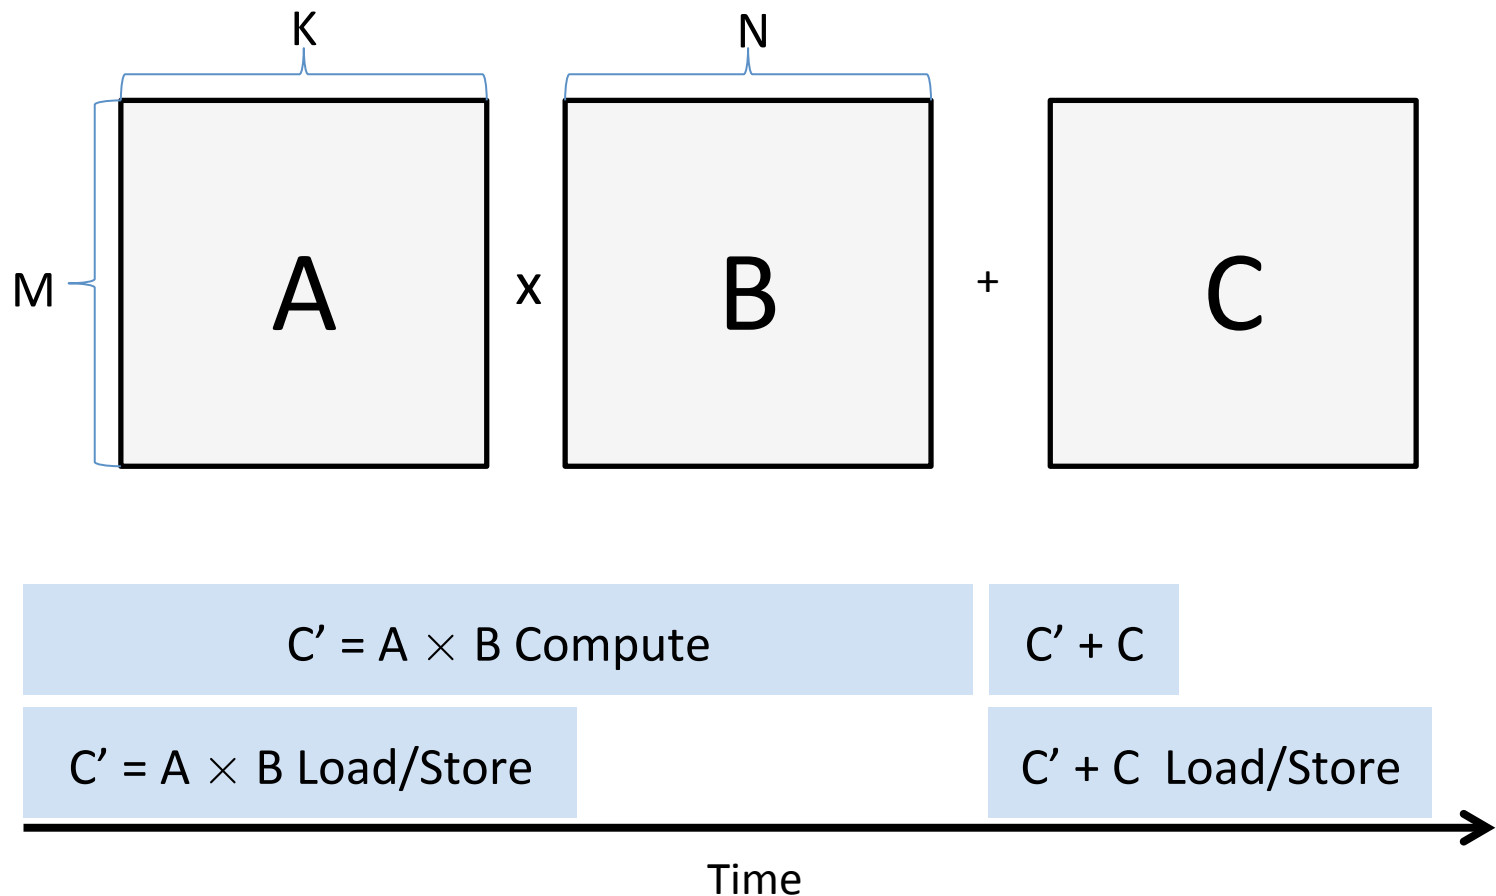 K
N
M
A
x
B
+
C
C’ = A × B Compute
C’ + C
C’ = A × B Load/Store
C’ + C Load/Store
Time